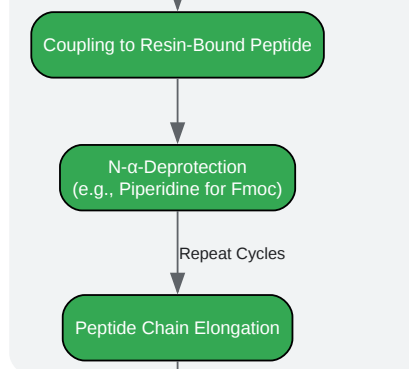 Coupling to Resin-Bound Peptide
N-α-Deprotection
(e.g., Piperidine for Fmoc)
Repeat Cycles
Peptide Chain Elongation